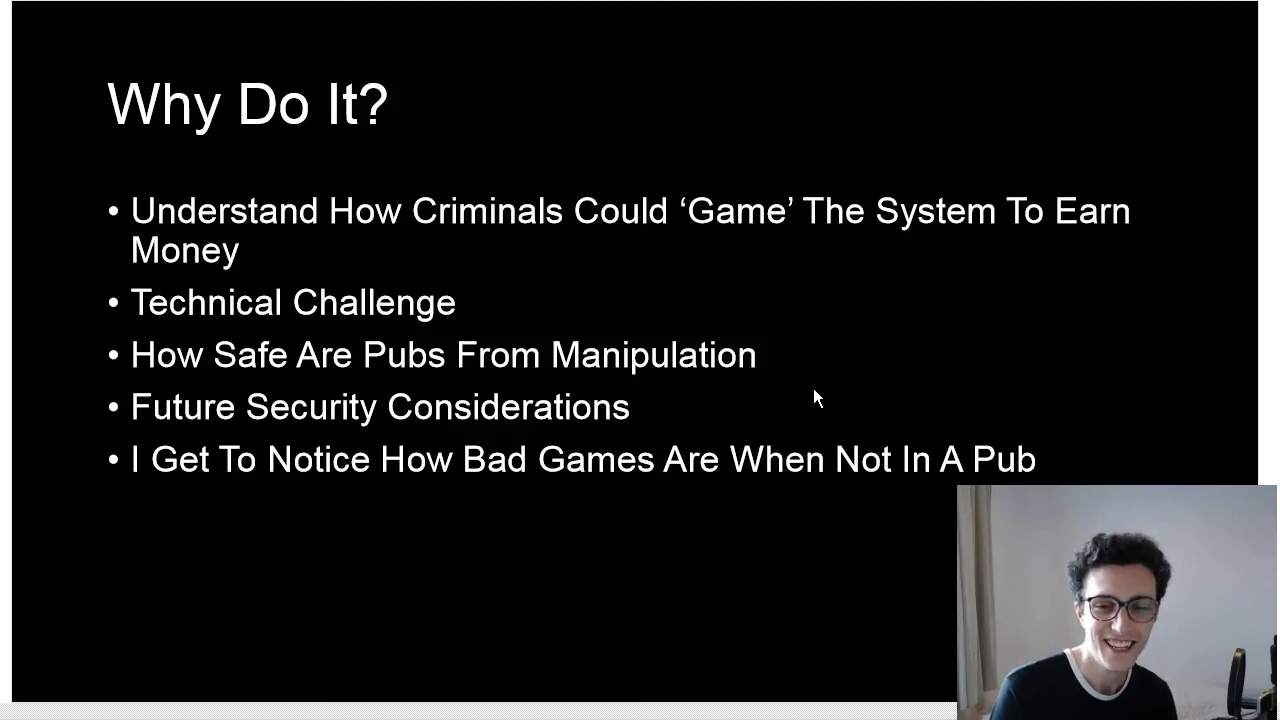 Why Do It?
• Understand How Criminals Could ‘Game’ The System To Earn
Money
• Technical Challenge
• How Safe Are Pubs From Manipulation
• Future Security Considerations
• I Get To Notice How Bad Games Are When Not In A Pub